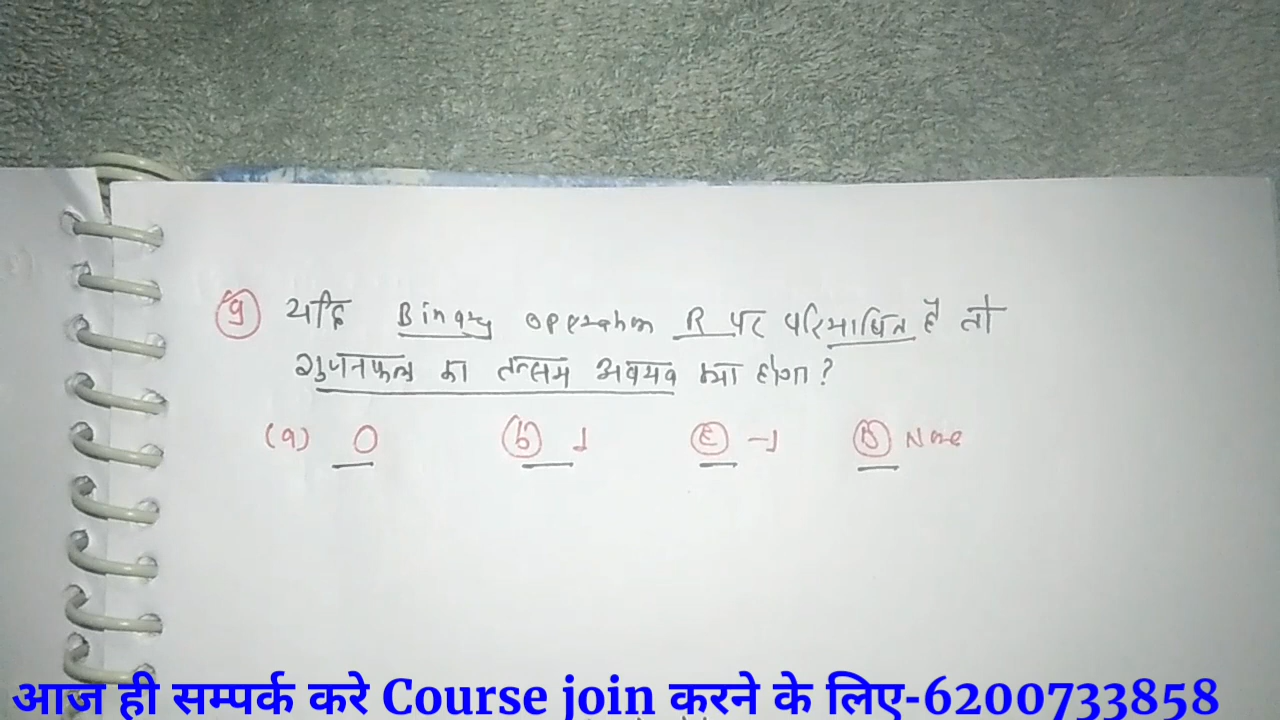 9 यदि Binary operation R पर परिभाषित है तो
गुणनफल का तत्सम अवयव क्या होगा ?
(a) 0 (b) 1 (c) -1 (D) None
आज ही सम्पर्क करे Course join करने के लिए-6200733858